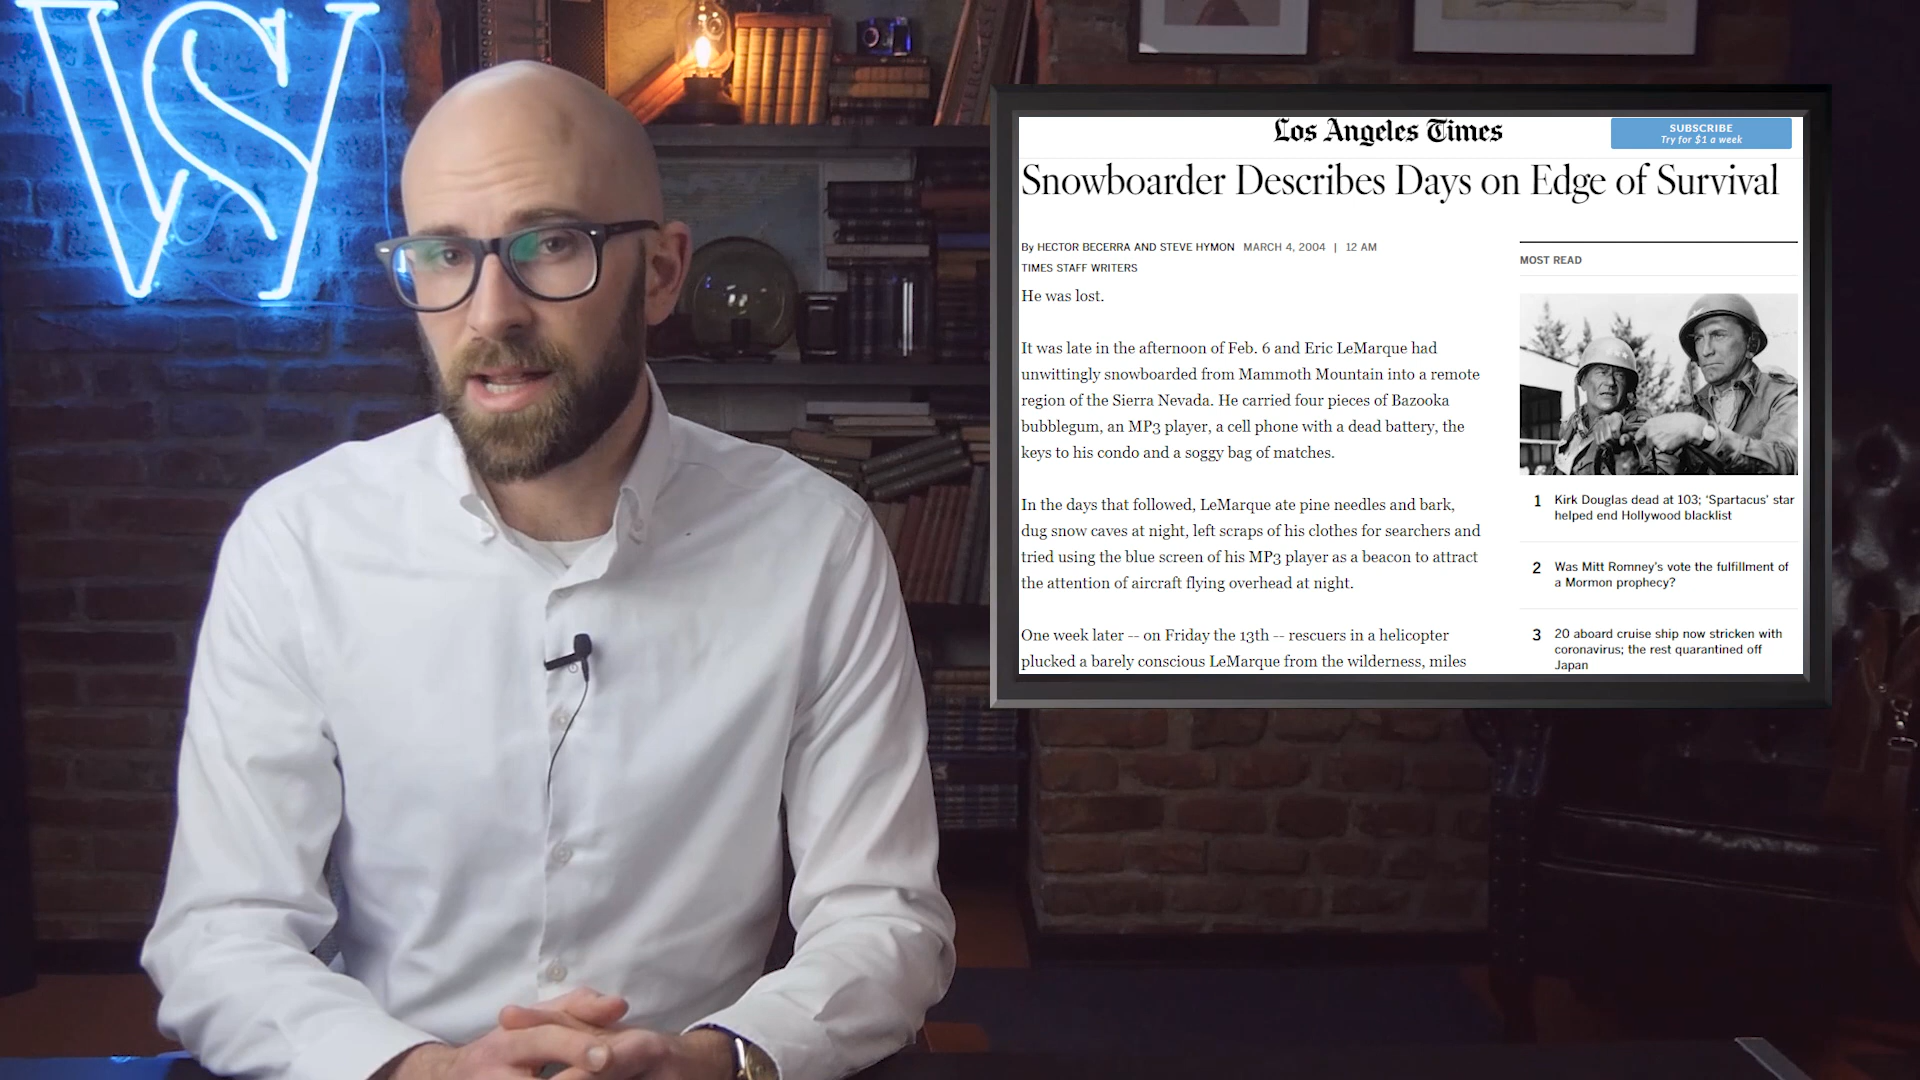 SW
Los Angeles Times
SUBSCRIBE
Try for $1 a week
Snowboarder Describes Days on Edge of Survival
By HECTOR BECERRA AND STEVE HYMON MARCH 4, 2004 | 12 AM
TIMES STAFF WRITERS
He was lost.
It was late in the afternoon of Feb. 6 and Eric LeMarque had
unwittingly snowboarded from Mammoth Mountain into a remote
region of the Sierra Nevada. He carried four pieces of Bazooka
bubblegum, an MP3 player, a cell phone with a dead battery, the
keys to his condo and a soggy bag of matches.
In the days that followed, LeMarque ate pine needles and bark,
dug snow caves at night, left scraps of his clothes for searchers and
tried using the blue screen of his MP3 player as a beacon to attract
the attention of aircraft flying overhead at night.
One week later -- on Friday the 13th -- rescuers in a helicopter
plucked a barely conscious LeMarque from the wilderness, miles
MOST READ
1 Kirk Douglas dead at 103; ‘Spartacus’ star
helped end Hollywood blacklist
2 Was Mitt Romney’s vote the fulfillment of
a Mormon prophecy?
3 20 aboard cruise ship now stricken with
coronavirus; the rest quarantined off
Japan